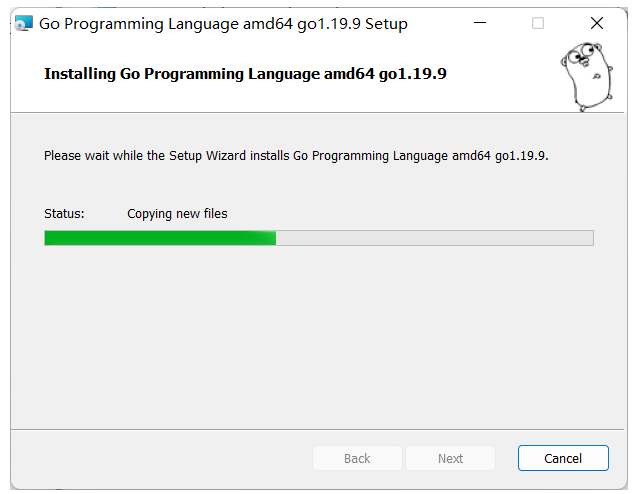 Go Programming Language amd64 go1.19.9 Setup
Installing Go Programming Language amd64 go1.19.9
Please wait while the Setup Wizard installs Go Programming Language amd64 go1.19.9.
Status: Copying new files
Back Next Cancel